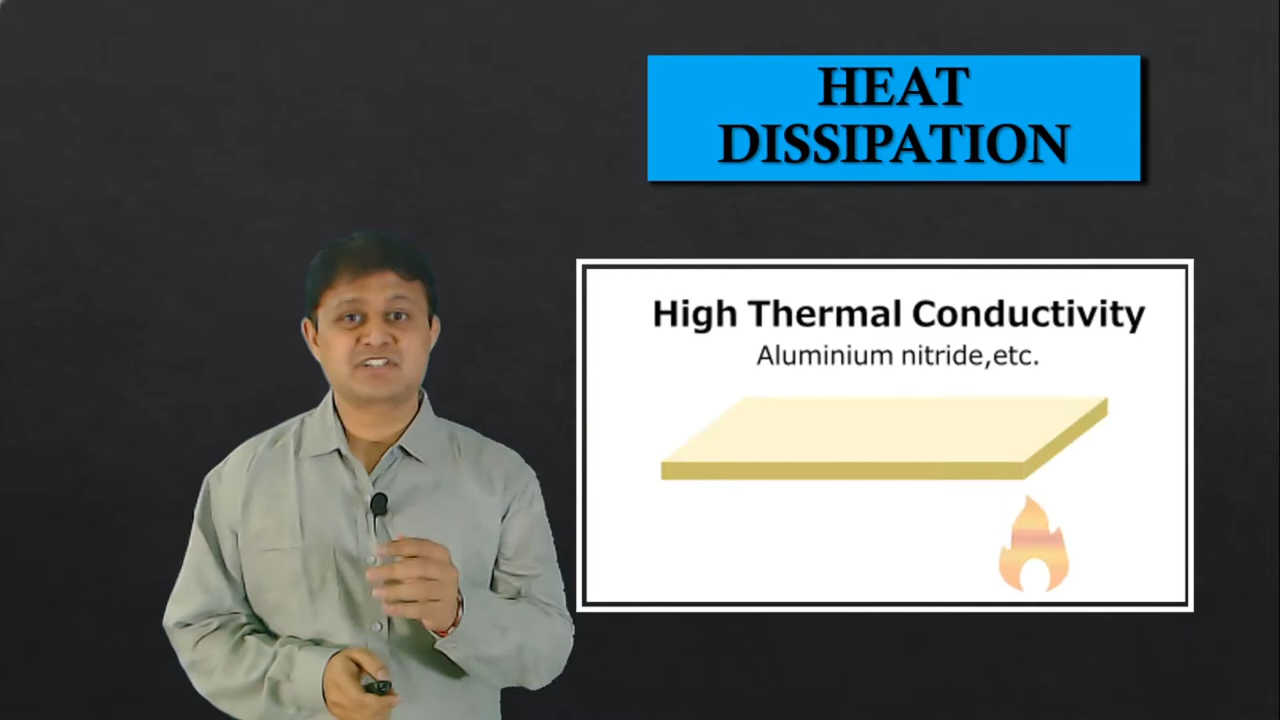 HEAT
DISSIPATION
High Thermal Conductivity
Aluminium nitride,etc.